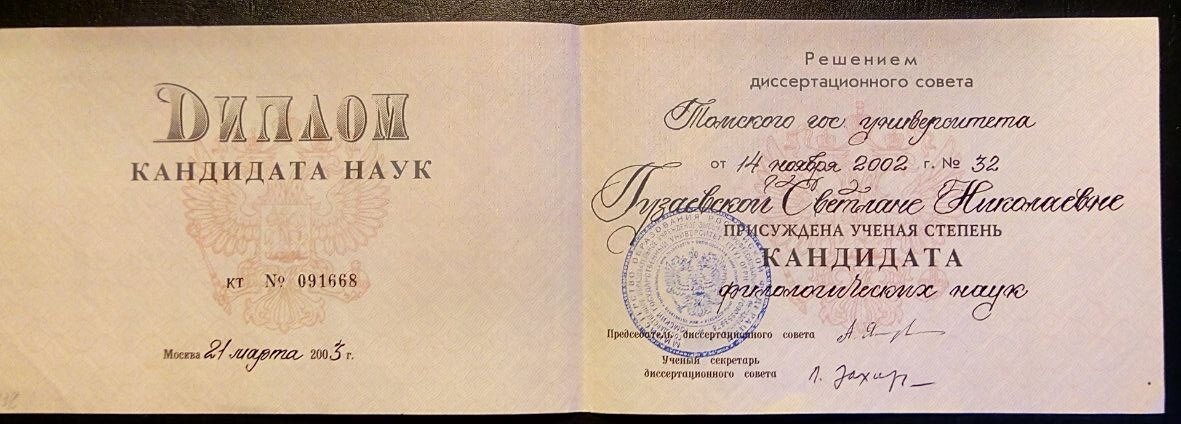 Диплом
КАНДИДАТА НАУК
КТ № 091668
Москва 21 марта 2003 г.
Решением
диссертационного совета
Томского гос университета
от 14 ноября 2002 г. № 32
Гузаевской Светлане Николаевне
ПРИСУЖДЕНА УЧЕНАЯ СТЕПЕНЬ
КАНДИДАТА
филологических наук
Председатель диссертационного совета
Ученый секретарь
диссертационного совета